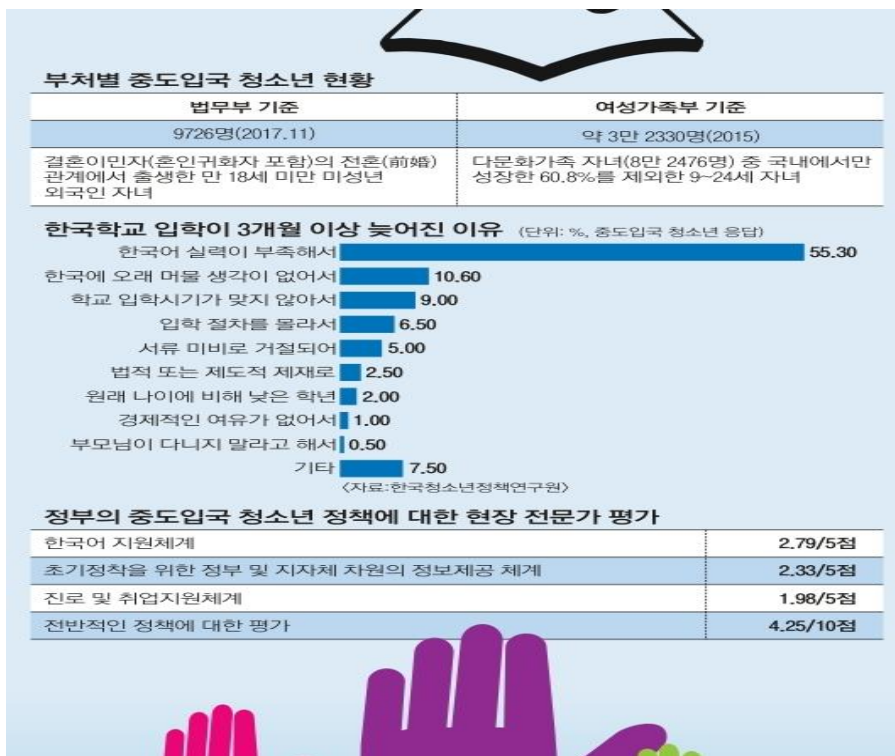 부처별 중도입국 청소년 현황
법무부 기준
여성가족부 기준
9726명(2017.11)
약 3만 2330명(2015)
결혼이민자(혼인귀화자 포함)의 전혼(前婚)
관계에서 출생한 만 18세 미만 미성년
외국인 자녀
다문화가족 자녀(8만 2476명) 중 국내에서만
성장한 60.8%를 제외한 9~24세 자녀
한국학교 입학이 3개월 이상 늦어진 이유 (단위: %, 중도입국 청소년 응답)
한국어 실력이 부족해서 55.30
한국에 오래 머물 생각이 없어서 10.60
학교 입학시기가 맞지 않아서 9.00
입학 절차를 몰라서 6.50
서류 미비로 거절되어 5.00
법적 또는 제도적 제재로 2.50
원래 나이에 비해 낮은 학년 2.00
경제적인 여유가 없어서 1.00
부모님이 다니지 말라고 해서 0.50
기타 7.50
〈자료:한국청소년정책연구원〉
정부의 중도입국 청소년 정책에 대한 현장 전문가 평가
한국어 지원체계 2.79/5점
초기정착을 위한 정부 및 지자체 차원의 정보제공 체계 2.33/5점
진로 및 취업지원체계 1.98/5점
전반적인 정책에 대한 평가 4.25/10점